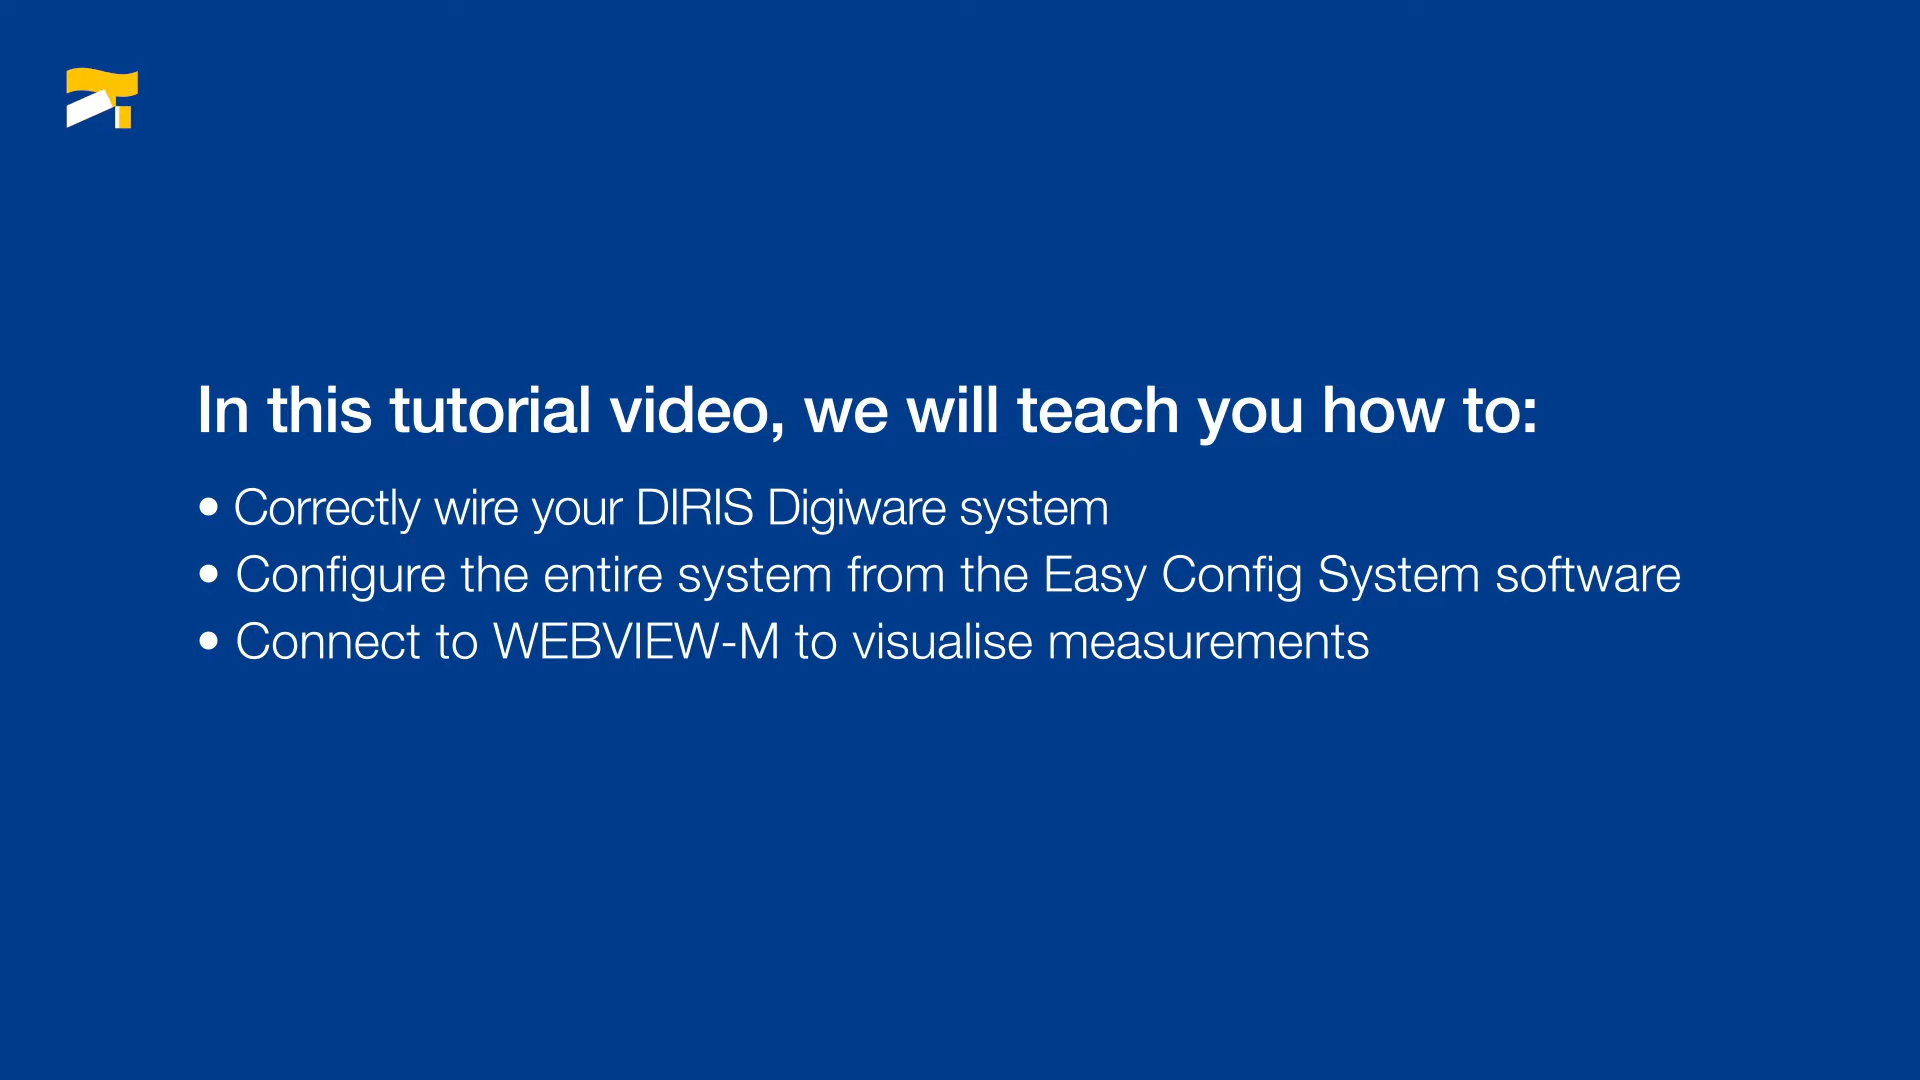 In this tutorial video, we will teach you how to:
• Correctly wire your DIRIS Digiware system
• Configure the entire system from the Easy Config System software
• Connect to WEBVIEW-M to visualise measurements